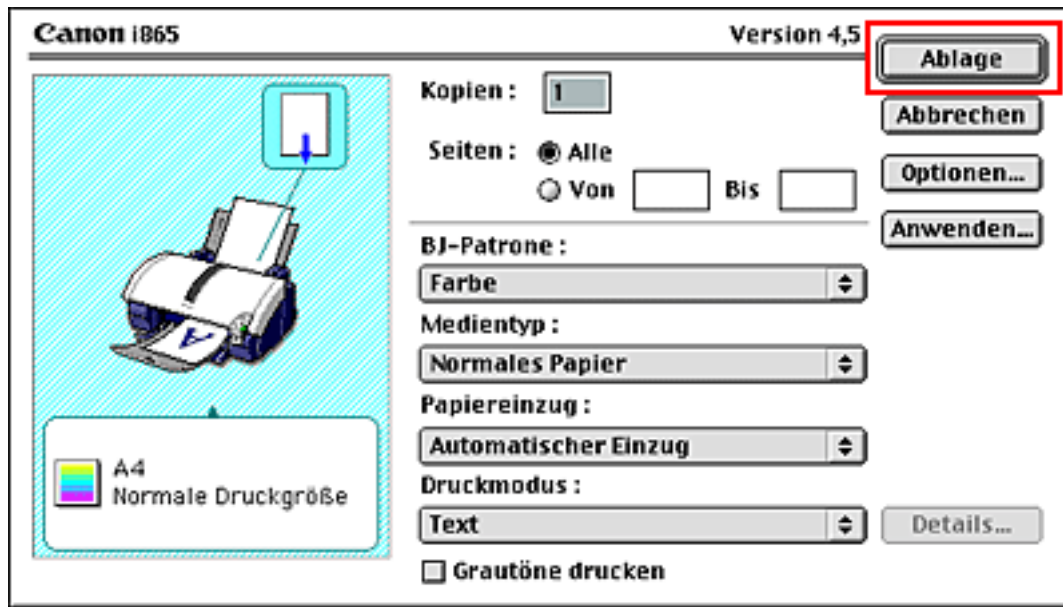 Canon i865
Version 4,5
Ablage
Kopien : 1
Abbrechen
Seiten : Alle
Optionen...
Von Bis
Anwenden...
BJ-Patrone :
Farbe
Medientyp :
Normales Papier
Papiereinzug :
Automatischer Einzug
A4
Normale Druckgröße
Druckmodus :
Text
Details...
Grautöne drucken
A